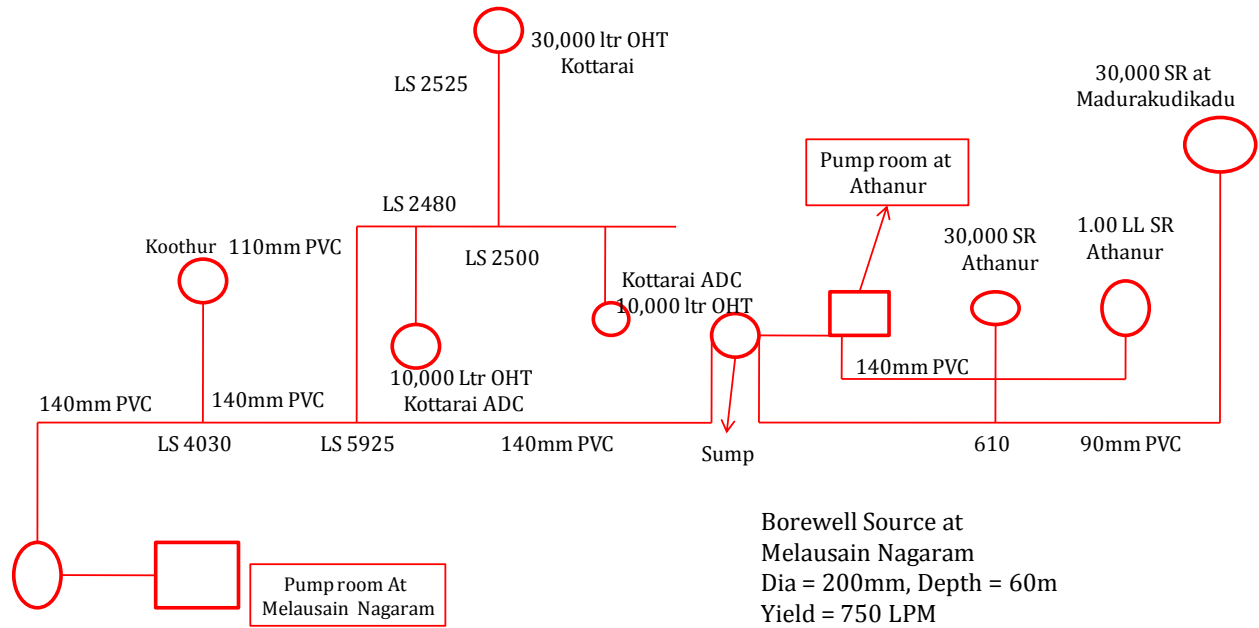 30,000 ltr OHT
Kottarai
LS 2525
30,000 SR at
Madurakudikadu
Pump room at
Athanur
LS 2480
Koothur
110mm PVC
LS 2500
30,000 SR
Athanur
1.00 LL SR
Athanur
Kottarai ADC
10,000 ltr OHT
10,000 Ltr OHT
Kottarai ADC
140mm PVC
140mm PVC
140mm PVC
LS 4030
LS 5925
140mm PVC
Sump
610
90mm PVC
Borewell Source at
Melausain Nagaram
Dia = 200mm, Depth = 60m
Yield = 750 LPM
Pump room At
Melausain Nagaram